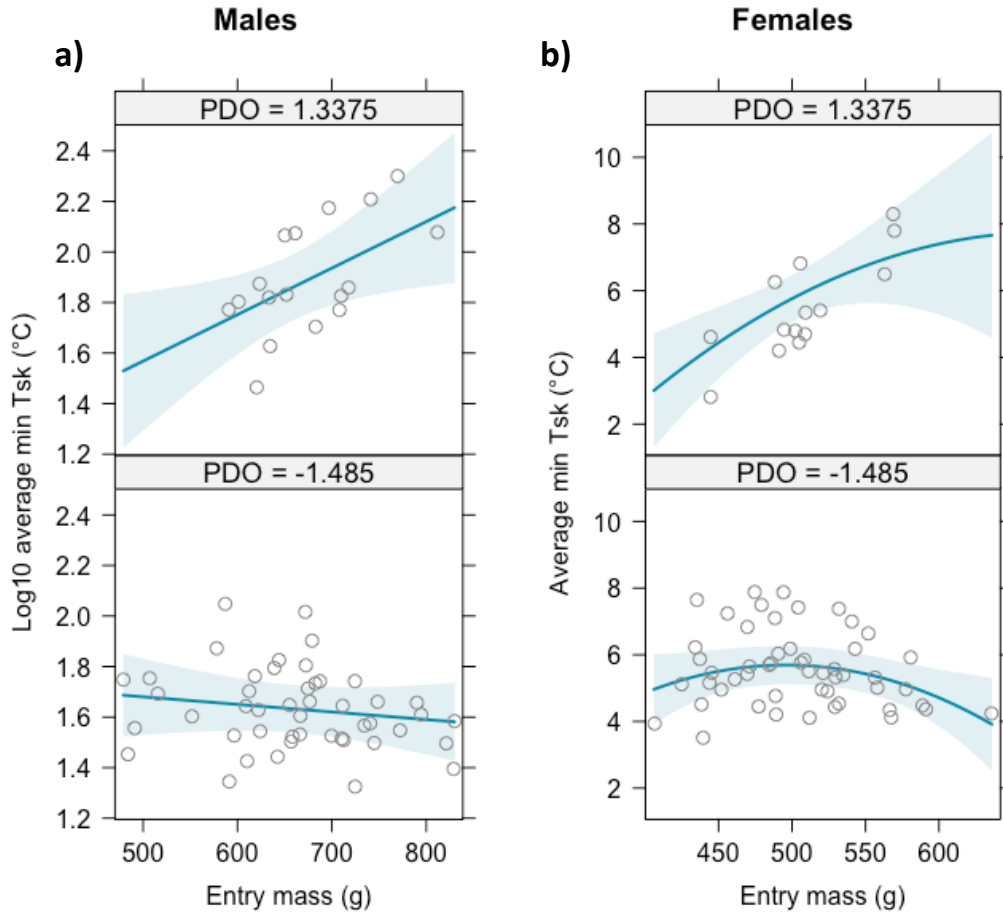 Males
Females
a)
b)
PDO = 1.3375
PDO = 1.3375
2.4
2.2
2.0
1.8
1.6
1.4
1.2
10
8
6
4
2
PDO = -1.485
PDO = -1.485
2.4
2.2
2.0
1.8
1.6
1.4
1.2
10
8
6
4
2
Log10 average min Tsk (°C)
Average min Tsk (°C)
500 600 700 800
450 500 550 600
Entry mass (g)
Entry mass (g)